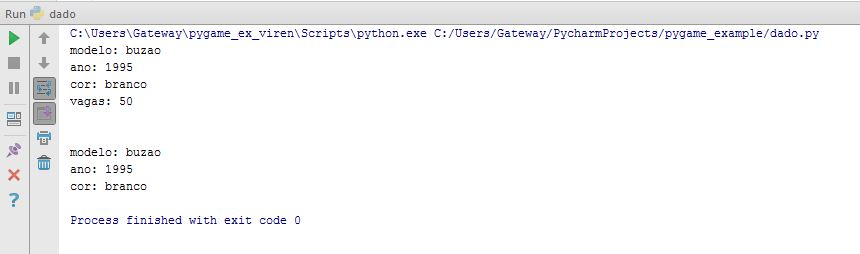 Run dado
C:\Users\Gateway\pygame_ex_viren\Scripts\python.exe C:/Users/Gateway/PycharmProjects/pygame_example/dado.py
modelo: buzao
ano: 1995
cor: branco
vagas: 50
modelo: buzao
ano: 1995
cor: branco
Process finished with exit code 0